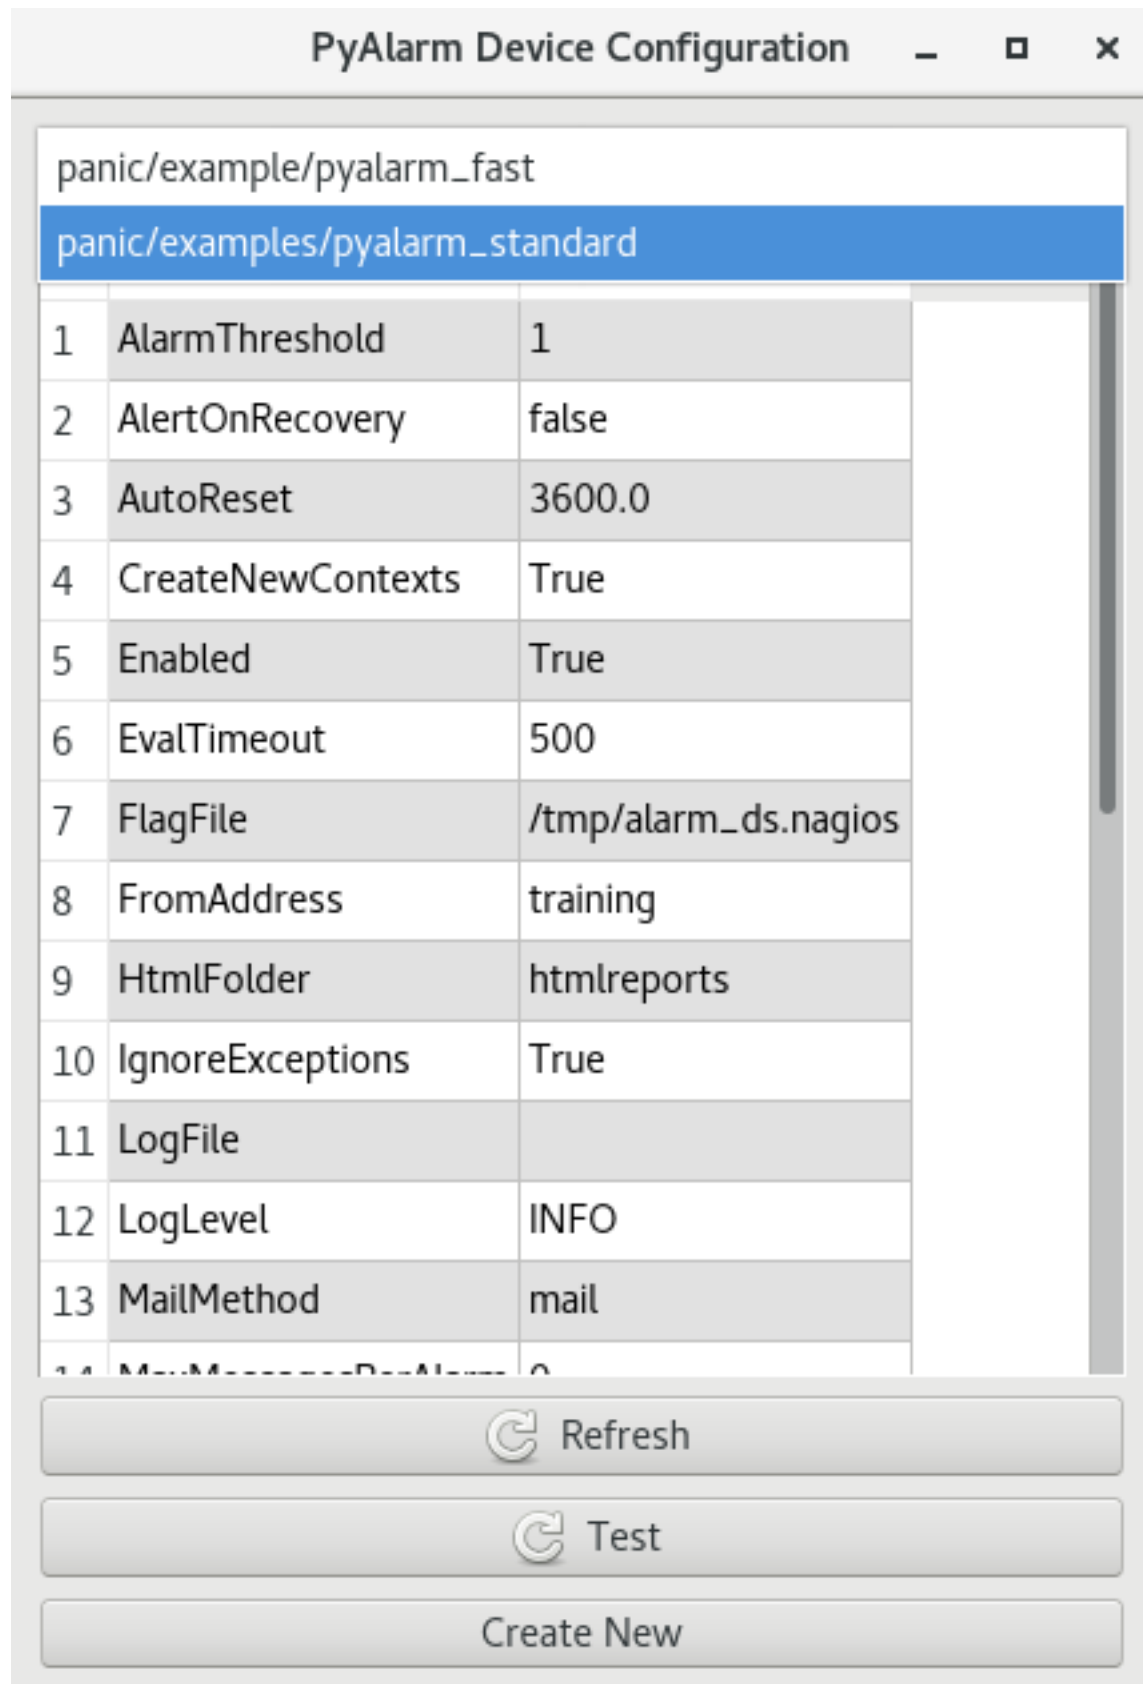 PyAlarm Device Configuration
panic/example/pyalarm_fast
panic/examples/pyalarm_standard
1 AlarmThreshold 1
2 AlertOnRecovery false
3 AutoReset 3600.0
4 CreateNewContexts True
5 Enabled True
6 EvalTimeout 500
7 FlagFile /tmp/alarm_ds.nagios
8 FromAddress training
9 HtmlFolder htmlreports
10 IgnoreExceptions True
11 LogFile
12 LogLevel INFO
13 MailMethod mail
14 MaxMessagesPerAlarm
Refresh
Test
Create New